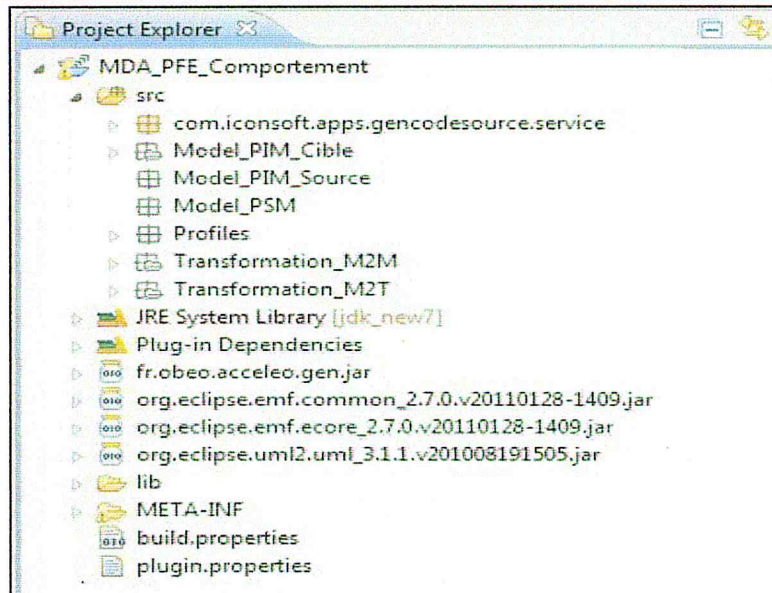 Project Explorer
MDA_PFE_Comportement
src
com.iconsoft.apps.gencodesource.service
Model_PIM_Cible
Model_PIM_Source
Model_PSM
Profiles
Transformation_M2M
Transformation_M2T
JRE System Library [jdk_new7]
Plug-in Dependencies
fr.obeo.acceleo.gen.jar
org.eclipse.emf.common_2.7.0.v20110128-1409.jar
org.eclipse.emf.ecore_2.7.0.v20110128-1409.jar
org.eclipse.uml2.uml_3.1.1.v201008191505.jar
lib
META-INF
build.properties
plugin.properties